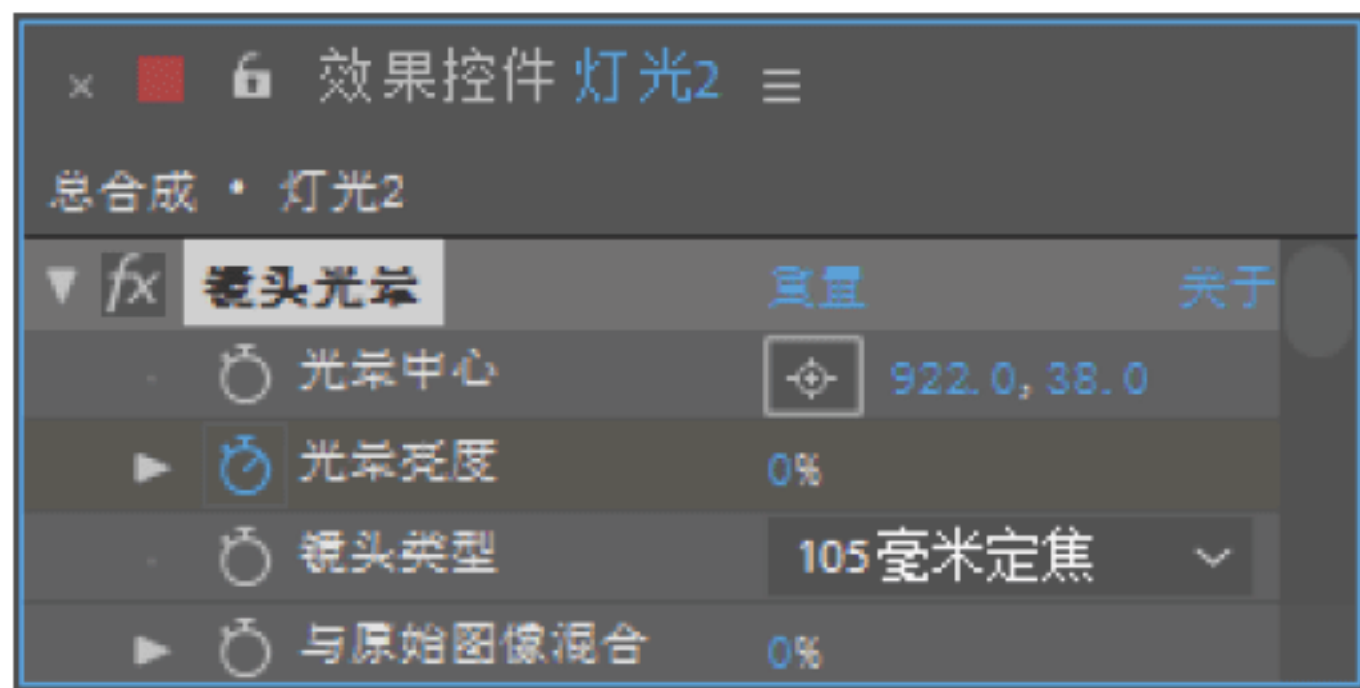 效果控件 灯光2
总合成 • 灯光2
fx 镜头光晕 重置 关于
光晕中心 922.0, 38.0
光晕亮度 0%
镜头类型 105毫米定焦
与原始图像混合 0%